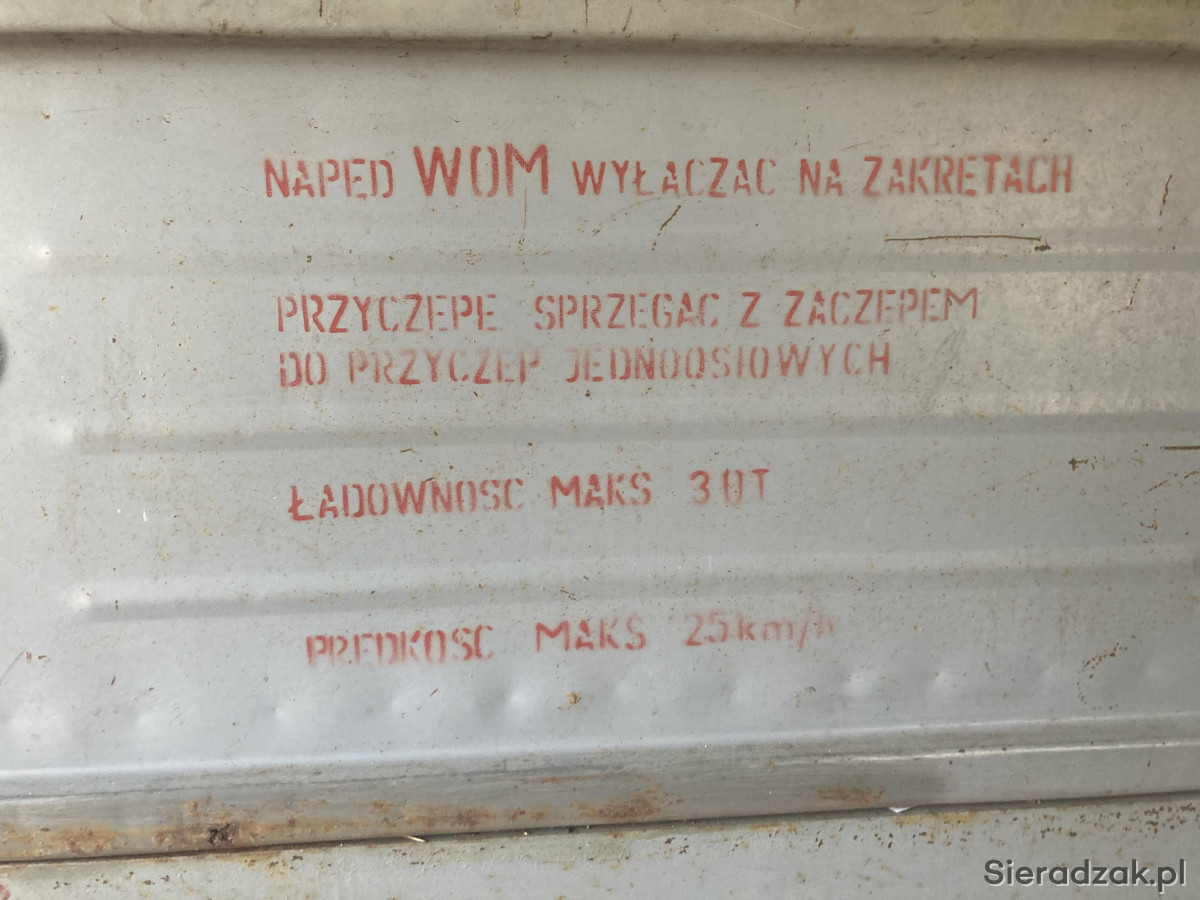 NAPED WOM WYŁACZAC NA ZAKRETACH
PRZYCZEPE SPRZEGAC Z ZACZEPEM
DO PRZYCZEP JEDNOOSIOWYCH
ŁADOWNOSC MAKS 3 0T
PREDKOSC MAKS 25km/h
Sieradzak.pl